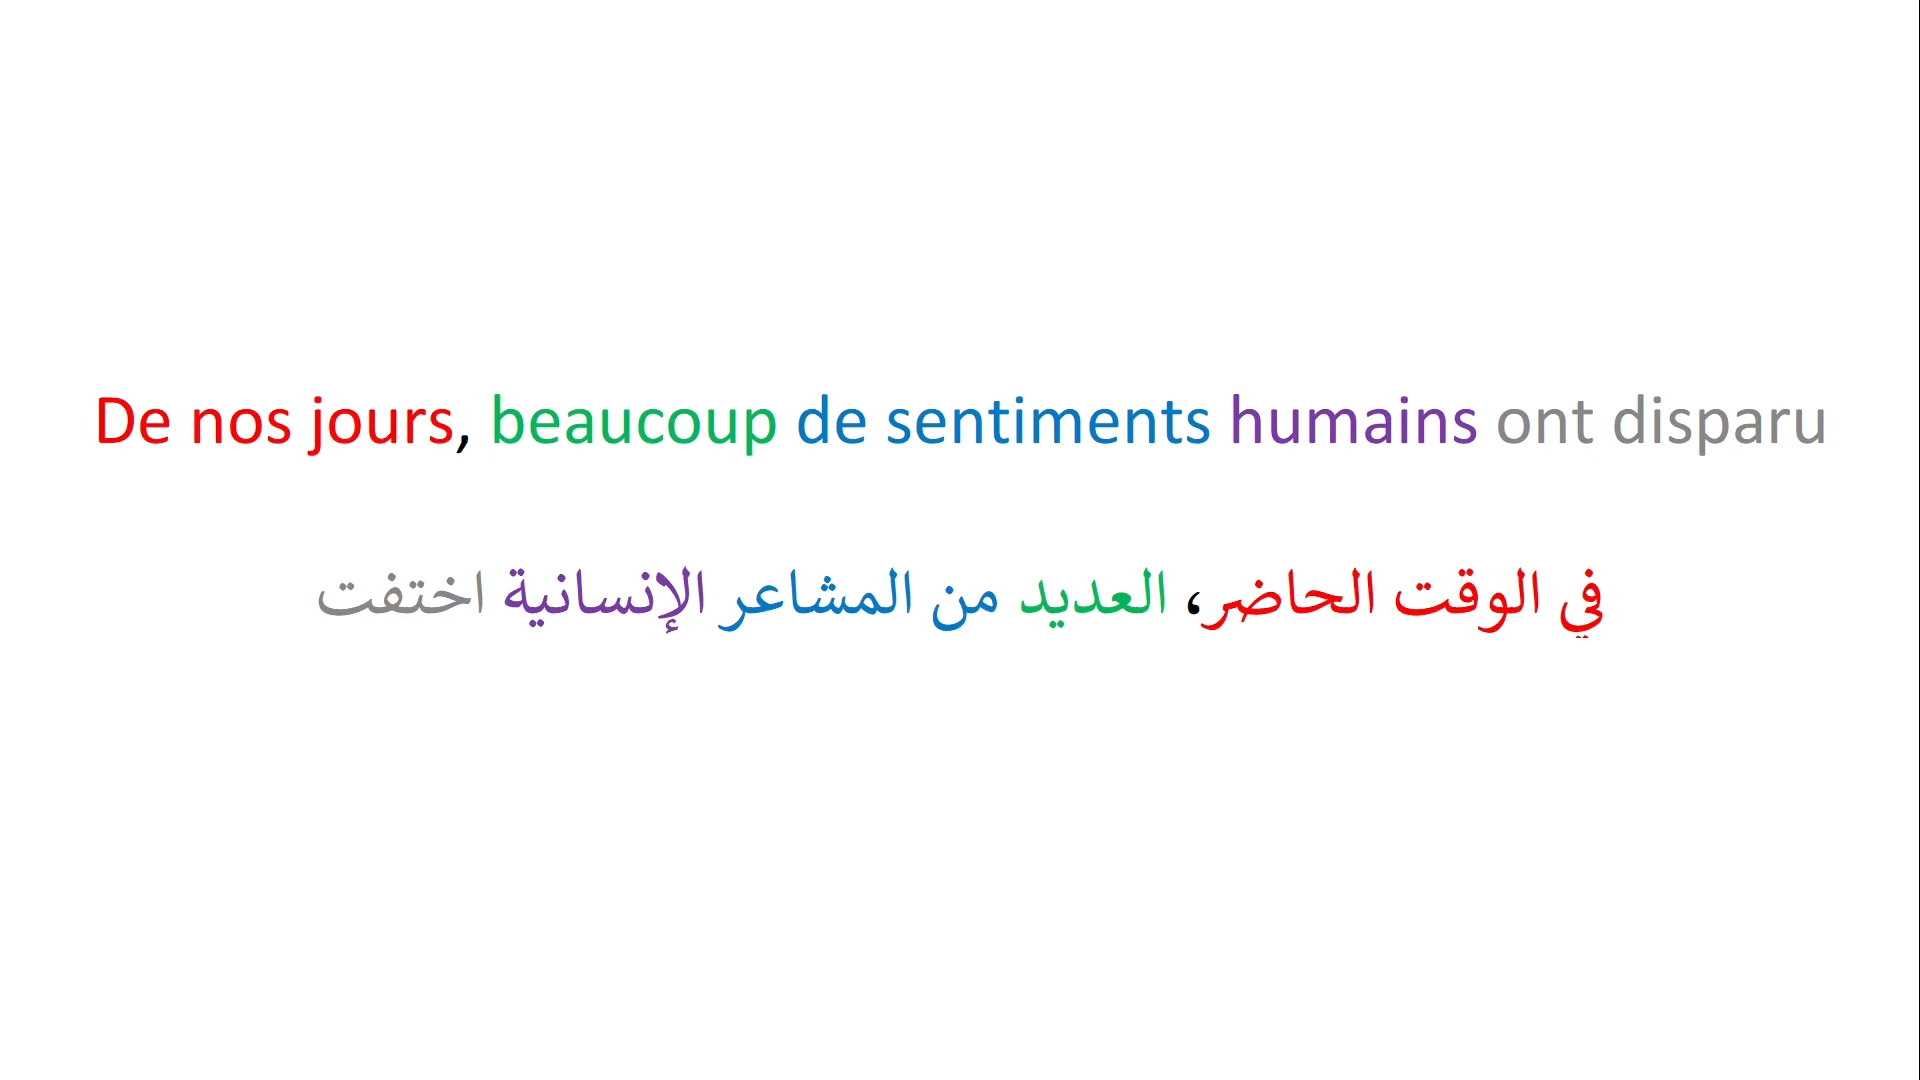 De nos jours, beaucoup de sentiments humains ont disparu
في الوقت الحاضر، العديد من المشاعر الإنسانية اختفت